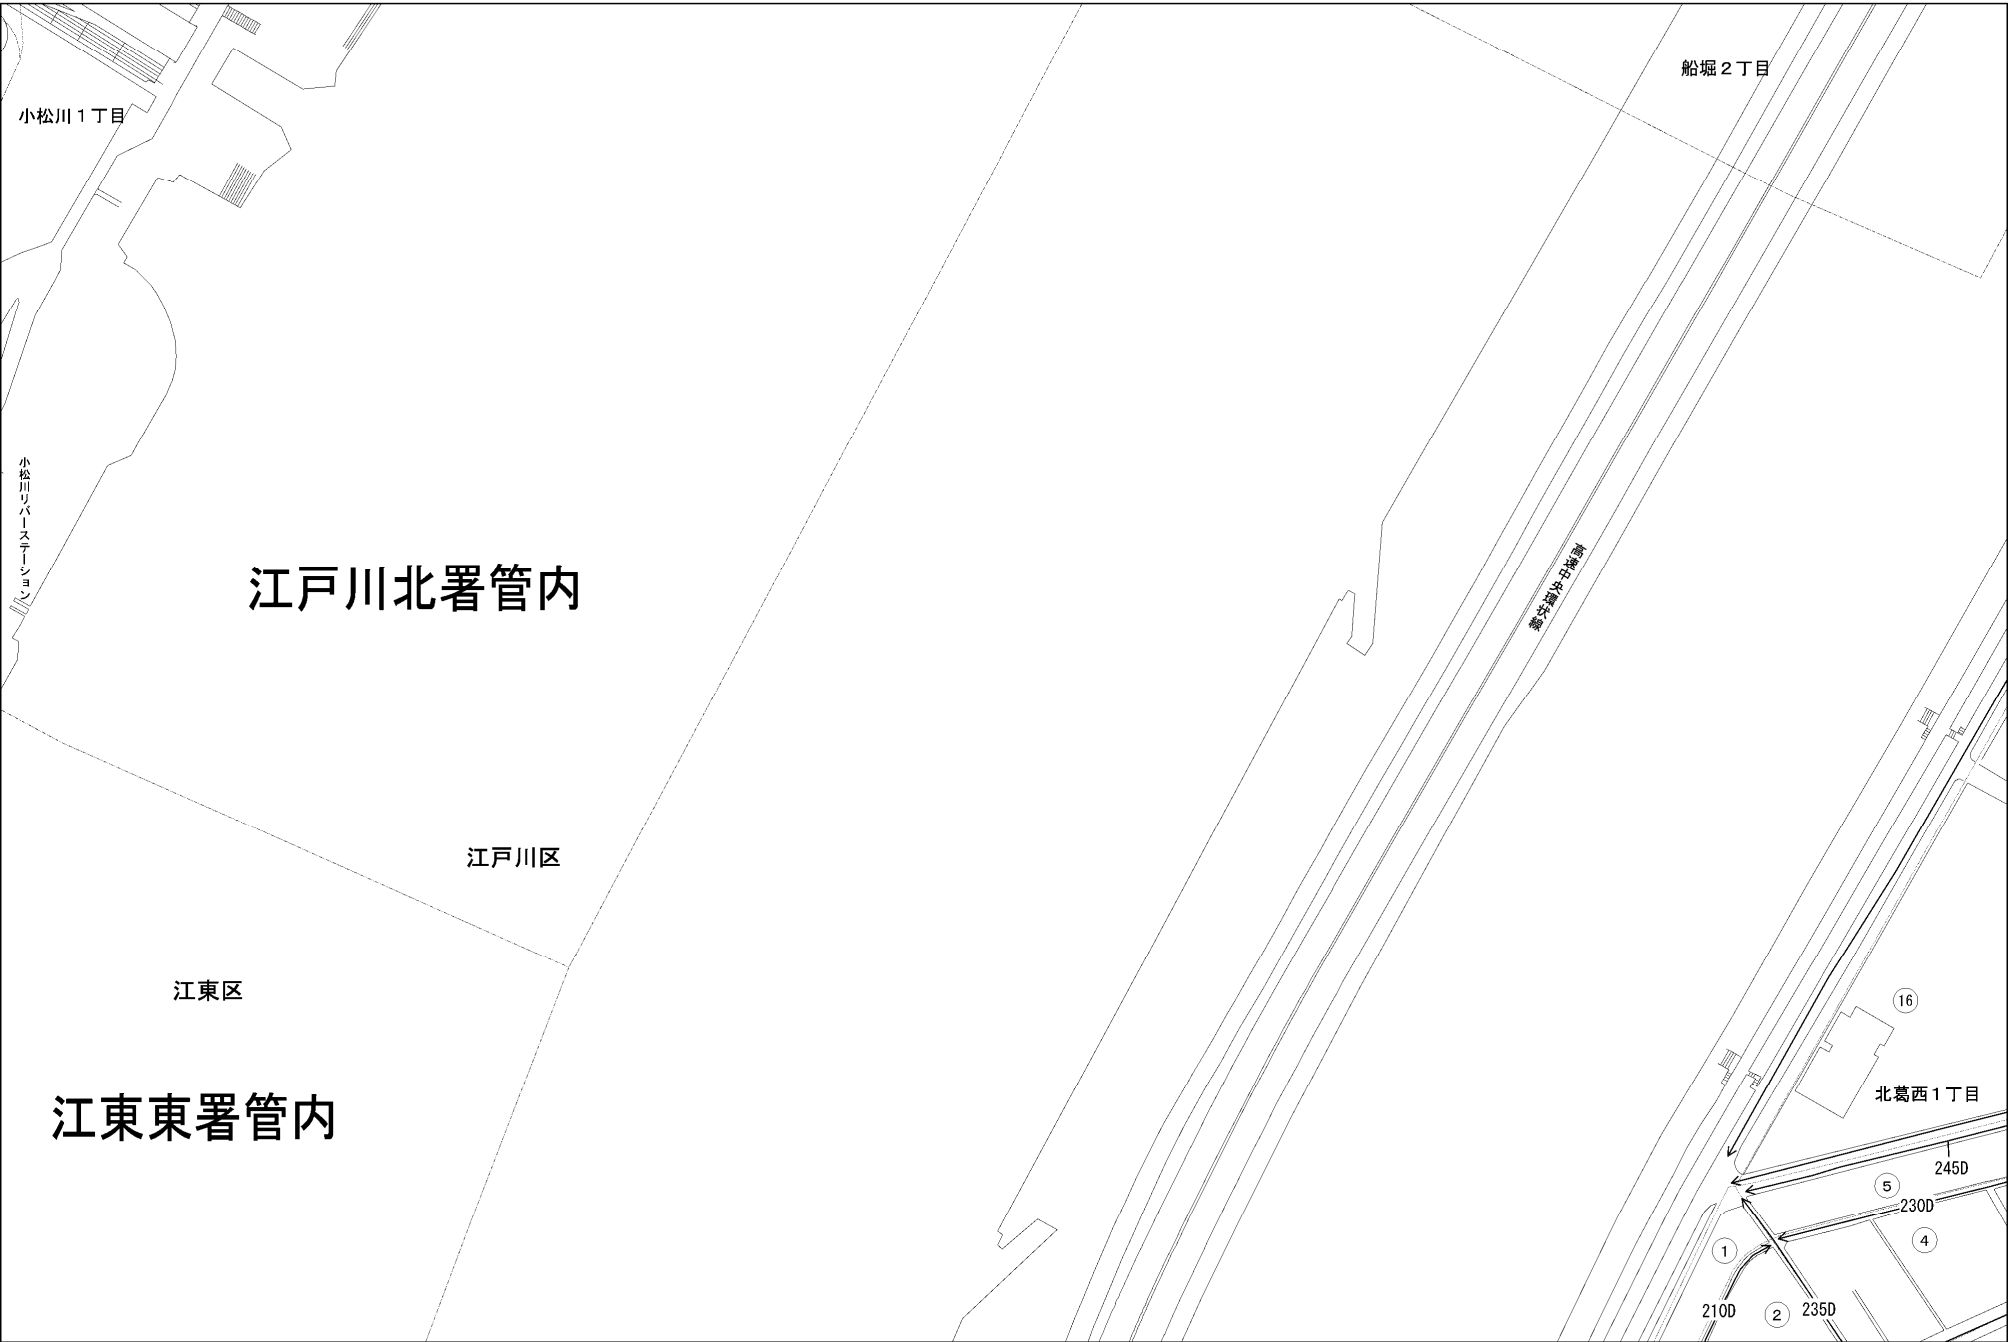 船堀２丁目
小松川１丁目
小松川リバーステーション
高速中央環状線
江戸川北署管内
江戸川区
江東区
16
江東東署管内
北葛西１丁目
245D
5
230D
4
1
210D
2
235D